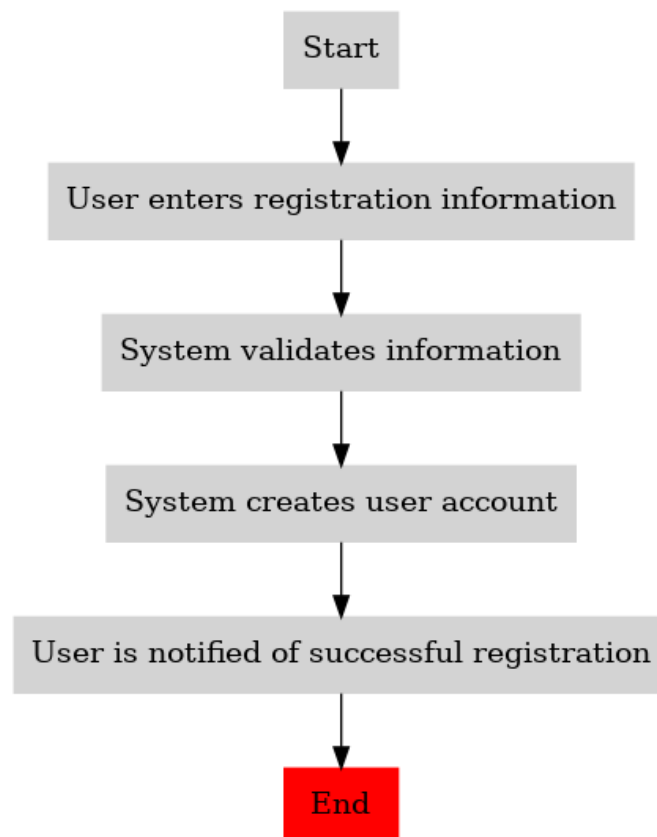 Start
User enters registration information
System validates information
System creates user account
User is notified of successful registration
End